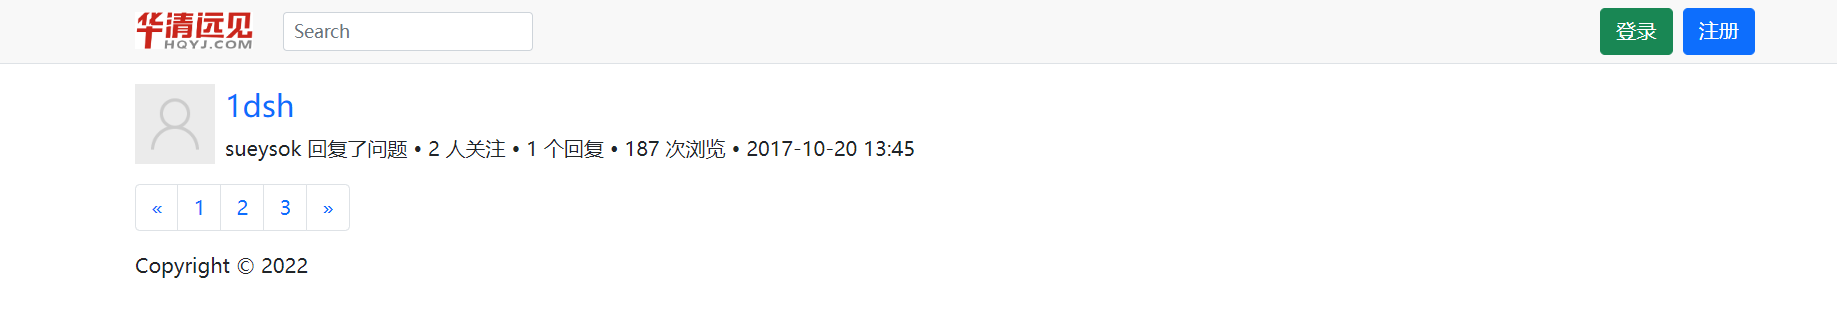 华清远见
HQYJ.COM
Search
登录
注册
1dsh
sueysok 回复了问题 • 2 人关注 • 1 个回复 • 187 次浏览 • 2017-10-20 13:45
« 1 2 3 »
Copyright © 2022